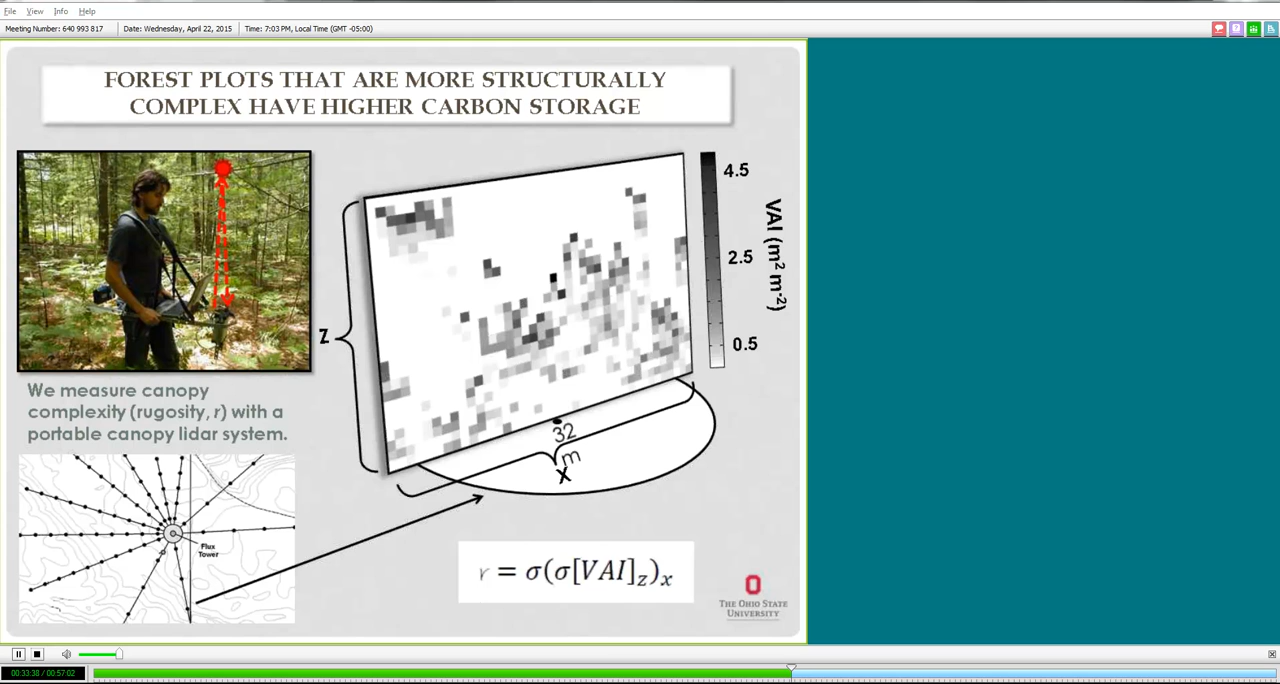 File View Info Help
Meeting Number: 640 993 817 Date: Wednesday, April 22, 2015 Time: 7:03 PM, Local Time (GMT -05:00)
FOREST PLOTS THAT ARE MORE STRUCTURALLY
COMPLEX HAVE HIGHER CARBON STORAGE
4.5
2.5
0.5
VAI (m² m⁻²)
z
32
m
x
We measure canopy
complexity (rugosity, r) with a
portable canopy lidar system.
Flux
Tower
r = σ(σ[VAI]z)x
THE OHIO STATE
UNIVERSITY
00:33:38 / 00:57:02